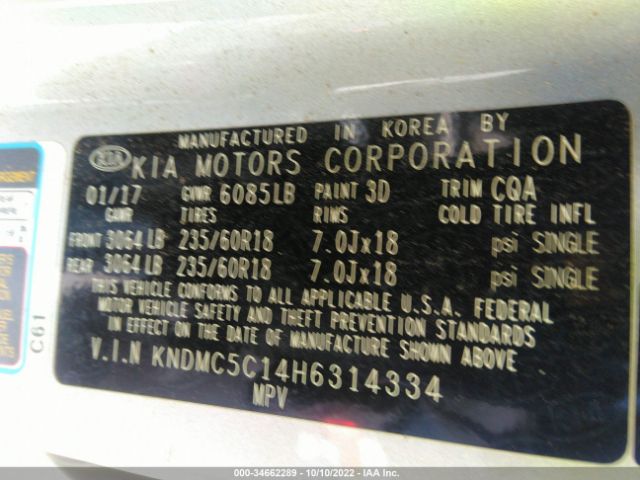 MANUFACTURED IN KOREA BY
KIA KIA MOTORS CORPORATION
01/17 GVWR 6085LB PAINT 3D TRIM CQA
GAWR TIRES RIMS COLD TIRE INFL
FRONT 3064 LB 235/60R18 7.0Jx18 psi SINGLE
REAR 3064 LB 235/60R18 7.0Jx18 psi SINGLE
THIS VEHICLE CONFORMS TO ALL APPLICABLE U.S.A. FEDERAL
MOTOR VEHICLE SAFETY AND THEFT PREVENTION STANDARDS
IN EFFECT ON THE DATE OF MANUFACTURE SHOWN ABOVE
V.I.N KNDMC5C14H6314334
MPV
C61
000-34662289 - 10/10/2022 - IAA Inc.